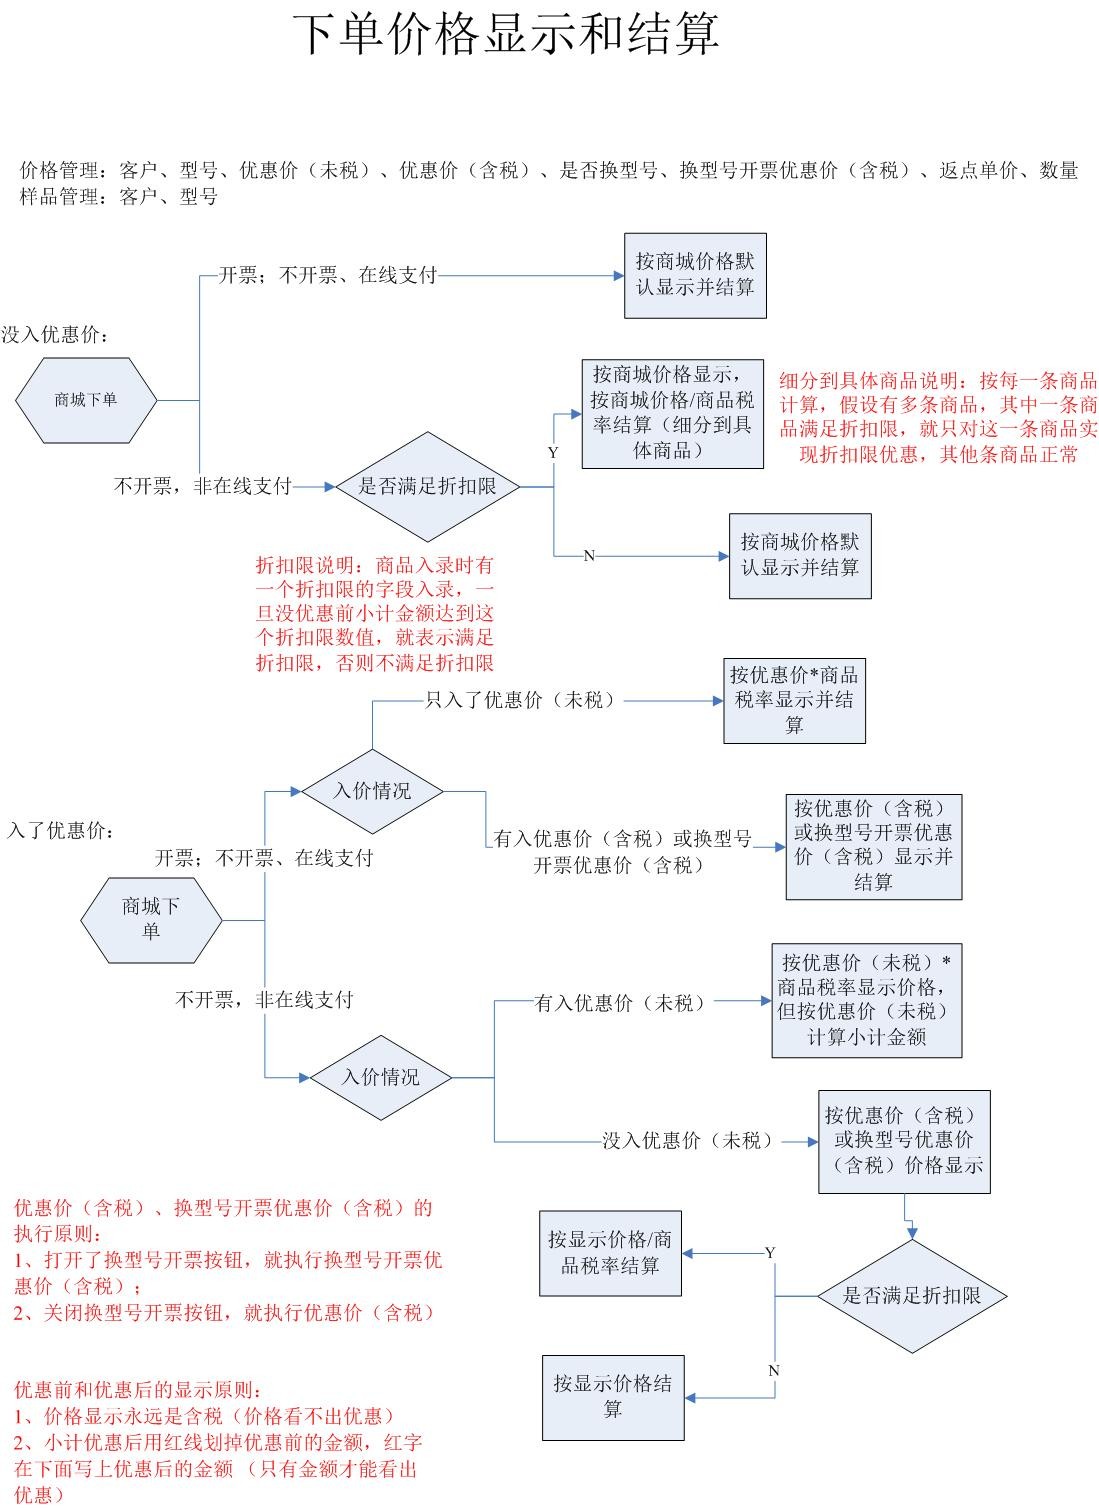 下单价格显示和结算
价格管理：客户、型号、优惠价（未税）、优惠价（含税）、是否换型号、换型号开票优惠价（含税）、返点单价、数量
样品管理：客户、型号
没入优惠价：
商城下单
开票；不开票、在线支付
按商城价格默
认显示并结算
不开票，非在线支付
是否满足折扣限
Y
按商城价格显示，
按商城价格/商品税
率结算（细分到具
体商品）
细分到具体商品说明：按每一条商品
计算，假设有多条商品，其中一条商
品满足折扣限，就只对这一条商品实
现折扣限优惠，其他条商品正常
N
按商城价格默
认显示并结算
折扣限说明：商品入录时有
一个折扣限的字段入录，一
旦没优惠前小计金额达到这
个折扣限数值，就表示满足
折扣限，否则不满足折扣限
入了优惠价：
商城下
单
开票；不开票、在线支付
入价情况
只入了优惠价（未税）
按优惠价*商品
税率显示并结
算
有入优惠价（含税）或换型号
开票优惠价（含税）
按优惠价（含税）
或换型号开票优惠
价（含税）显示并
结算
不开票，非在线支付
入价情况
有入优惠价（未税）
按优惠价（未税）*
商品税率显示价格，
但按优惠价（未税）
计算小计金额
没入优惠价（未税）
按优惠价（含税）
或换型号优惠价
（含税）价格显示
是否满足折扣限
Y
按显示价格/商
品税率结算
N
按显示价格结
算
优惠价（含税）、换型号开票优惠价（含税）的
执行原则：
1、打开了换型号开票按钮，就执行换型号开票优
惠价（含税）；
2、关闭换型号开票按钮，就执行优惠价（含税）
优惠前和优惠后的显示原则：
1、价格显示永远是含税（价格看不出优惠）
2、小计优惠后用红线划掉优惠前的金额，红字
在下面写上优惠后的金额 （只有金额才能看出
优惠）